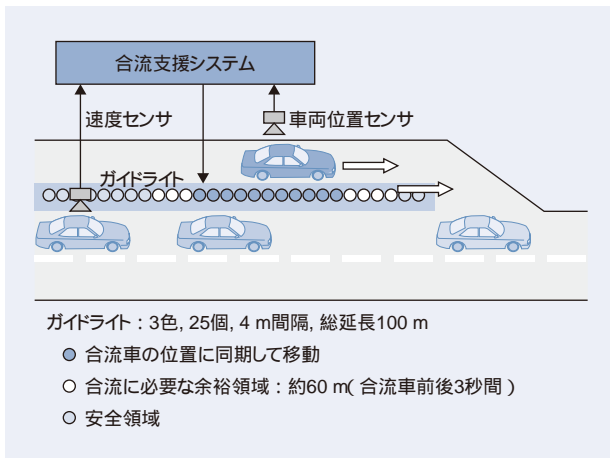 合流支援システム
速度センサ
車両位置センサ
ガイドライト
ガイドライト：3色, 25個, 4 m間隔, 総延長100 m
合流車の位置に同期して移動
合流に必要な余裕領域：約60 m(合流車前後3秒間)
安全領域